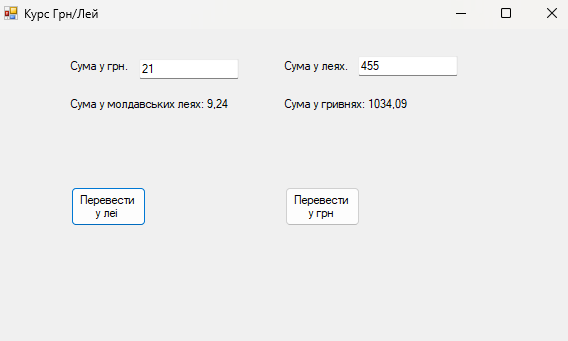 Курс Грн/Лей
Сума у грн. 21
Сума у леях. 455
Сума у молдавських леях: 9,24
Сума у гривнях: 1034,09
Перевести
у леї
Перевести
у грн